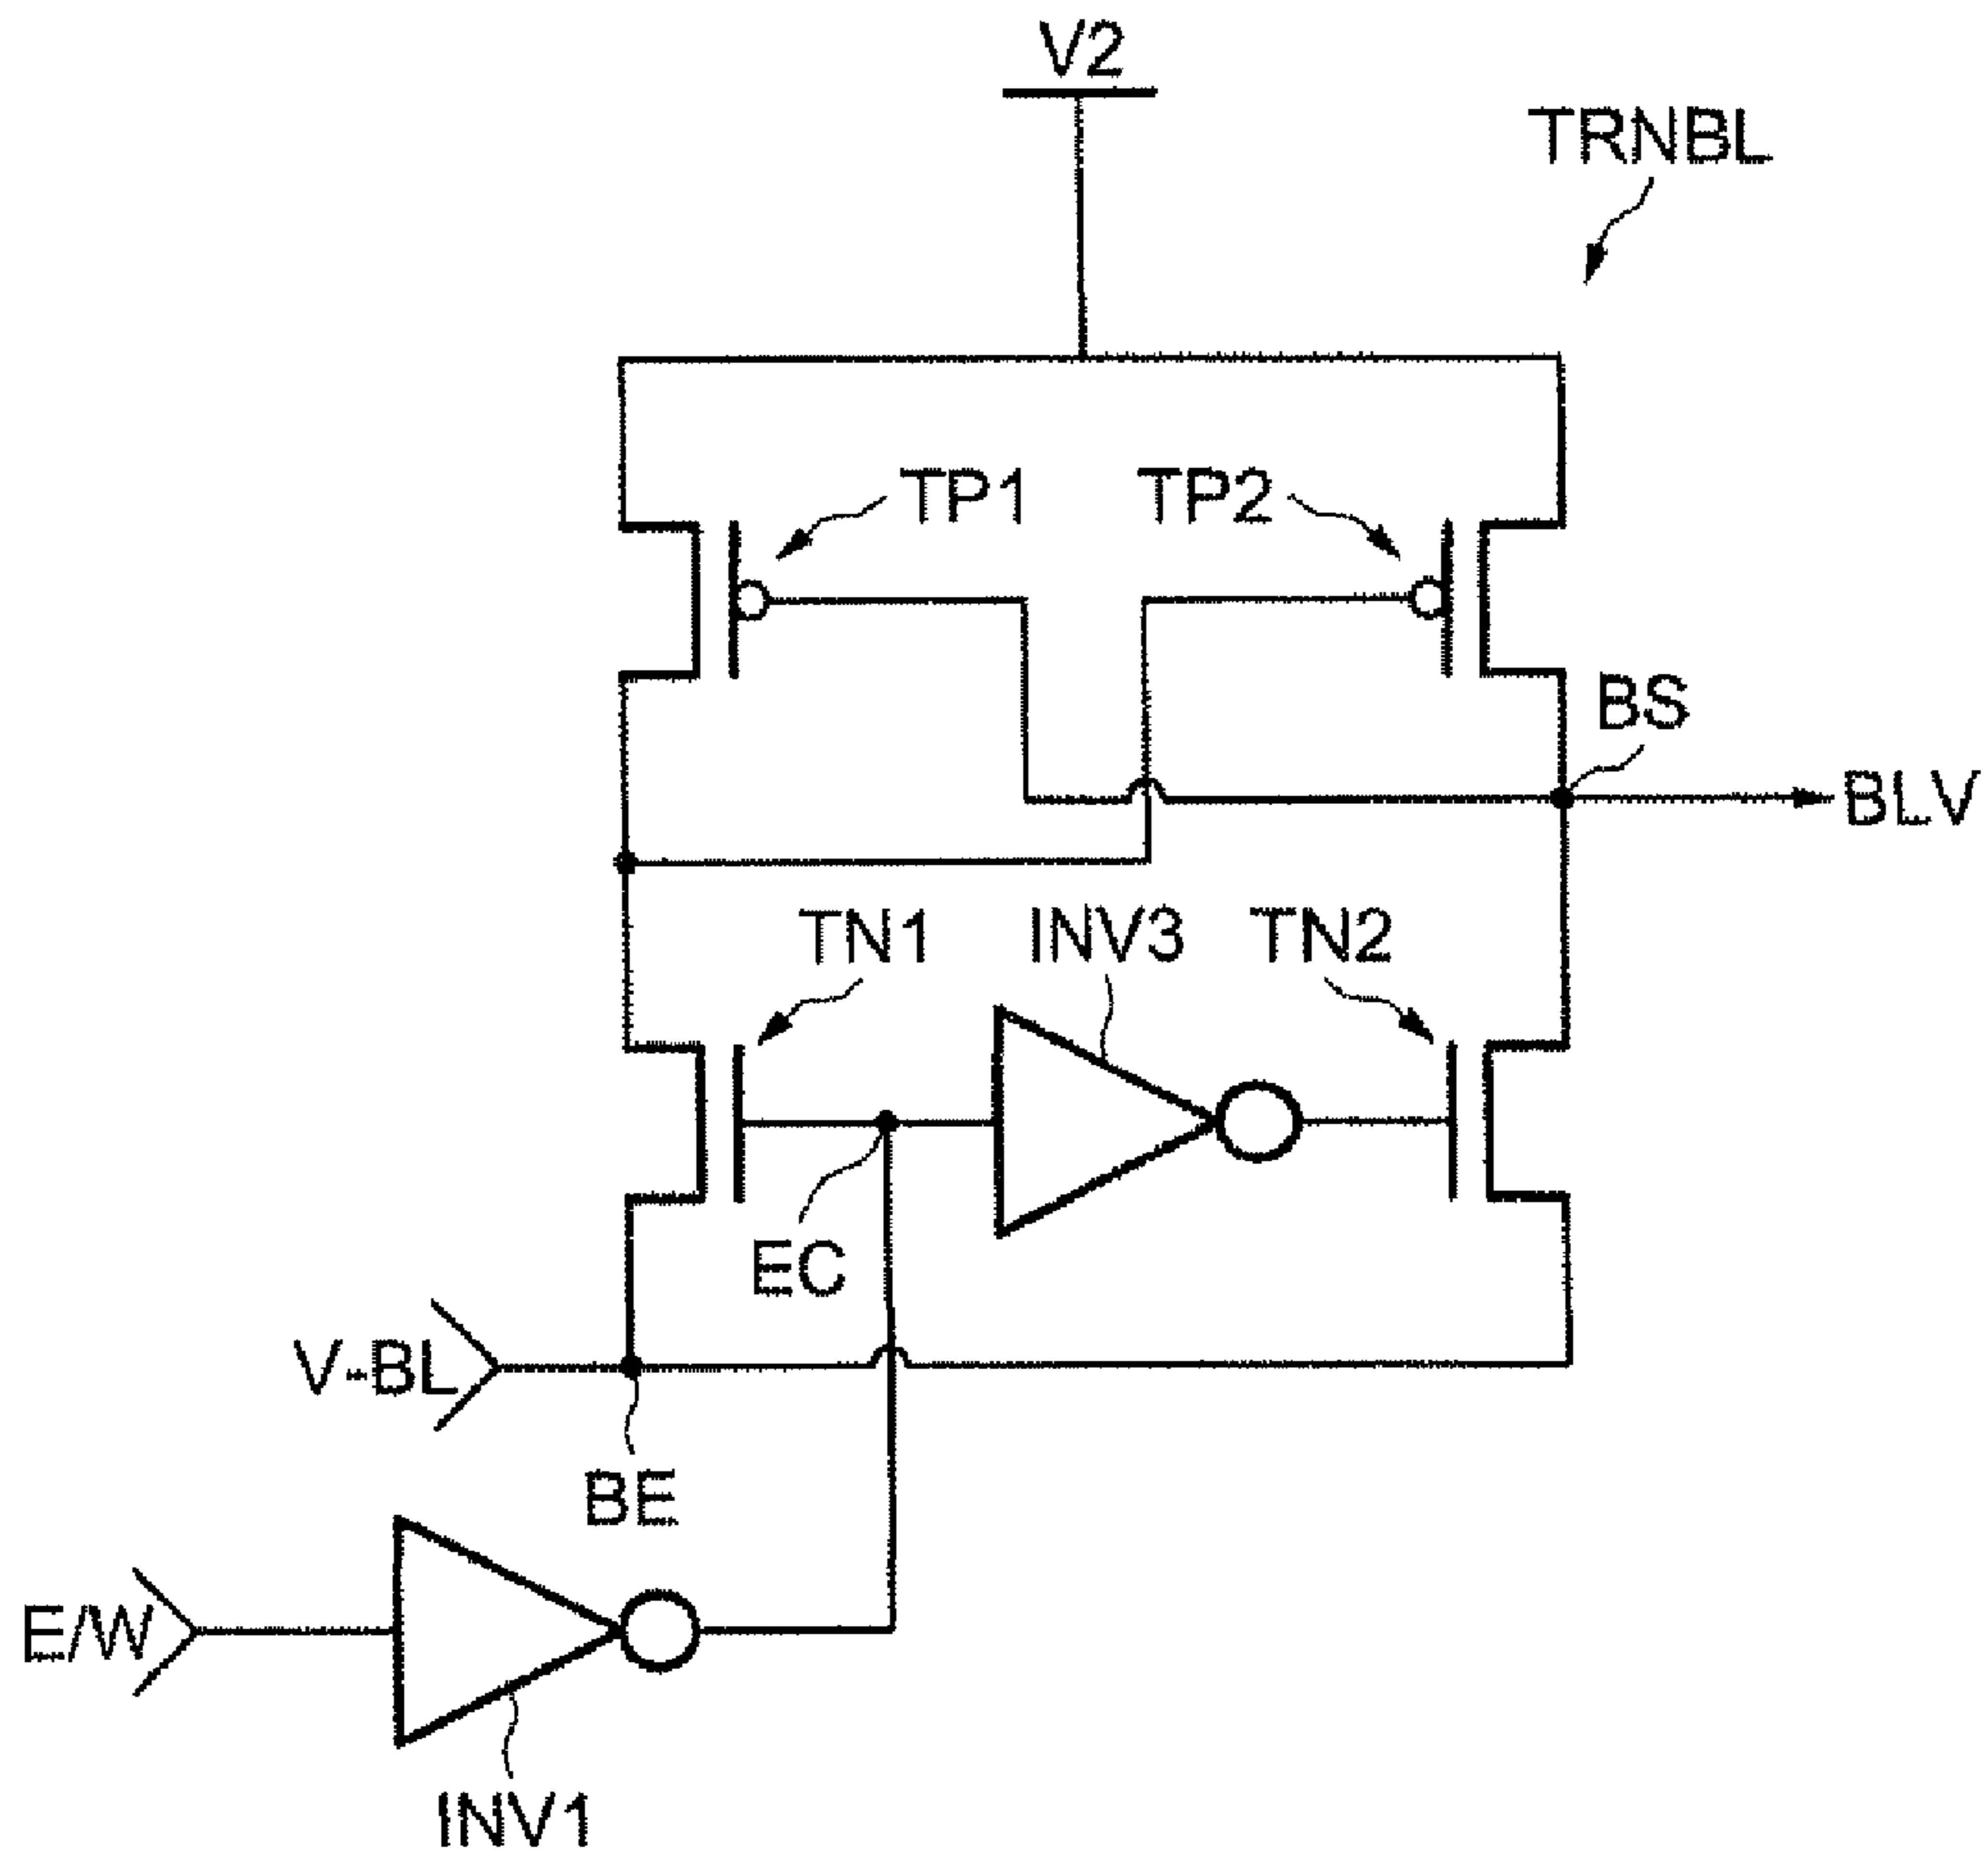 V2
TRNBL
TP1
TP2
BS
BLV
TN1
INV3
TN2
EC
V-BL
BE
E/W
INV1